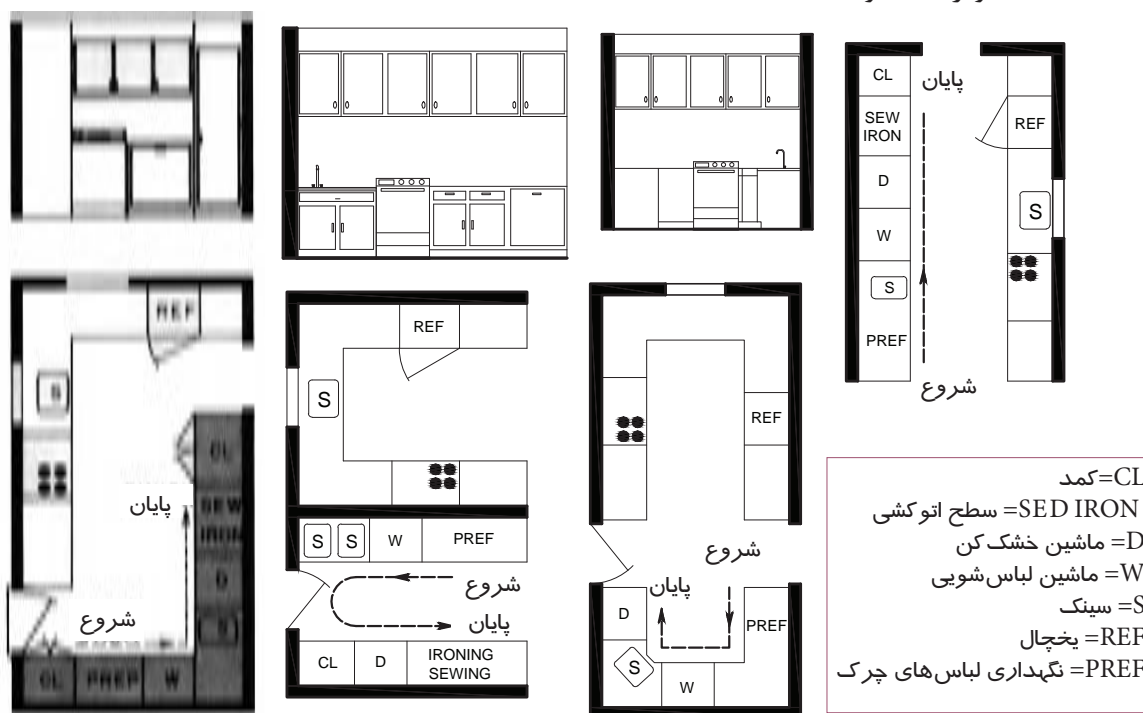 CL
SEW
IRON
D
W
S
PREF
پایان
شروع
REF
S
REF
S
پایان
شروع
CL
SEW
IRON
D
S
CL
PREP
W
REF
S
S
S
W
PREF
شروع
پایان
CL
D
IRONING
SEWING
REF
شروع
پایان
D
S
W
PREF
CL=کمد
SED IRON= سطح اتوکشی
D= ماشین خشک‌کن
W= ماشین لباس‌شویی
S= سینک
REF= یخچال
PREF= نگهداری لباس‌های چرک